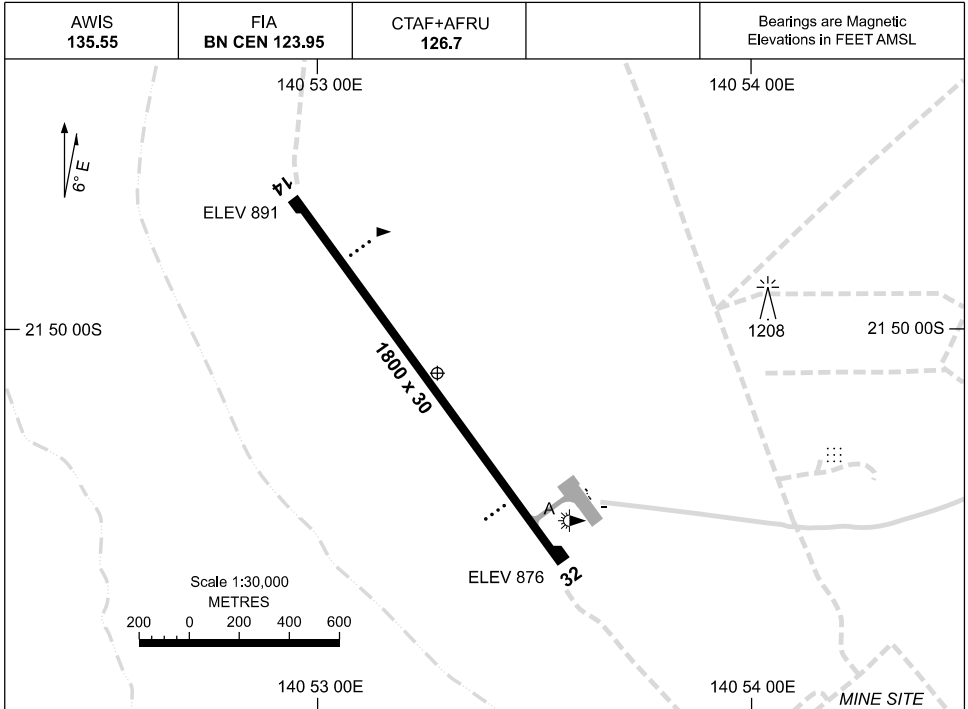 AWIS
135.55
FIA
BN CEN 123.95
CTAF+AFRU
126.7
Bearings are Magnetic
Elevations in FEET AMSL
140 53 00E
140 54 00E
6° E
14
ELEV 891
1208
21 50 00S
21 50 00S
1800 x 30
A
ELEV 876
32
Scale 1:30,000
METRES
200 0 200 400 600
140 53 00E
140 54 00E
MINE SITE